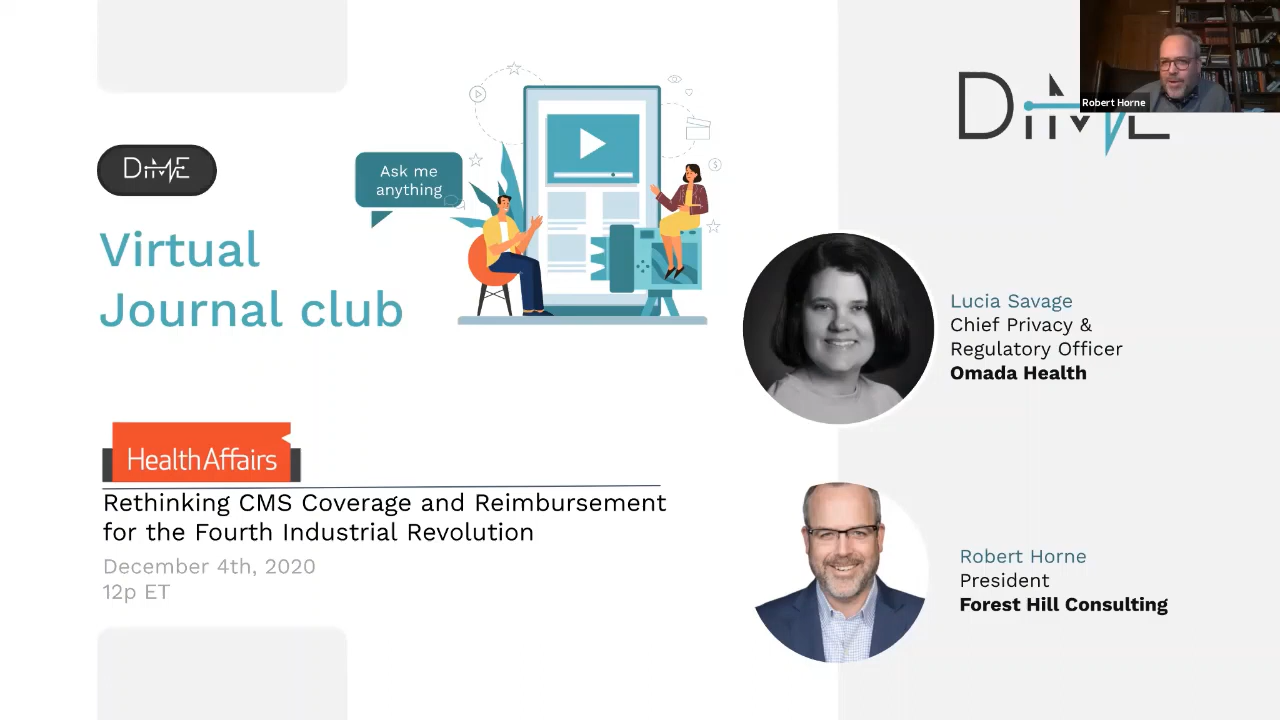 DiME
Ask me
anything
Virtual
Journal club
HealthAffairs
Rethinking CMS Coverage and Reimbursement
for the Fourth Industrial Revolution
December 4th, 2020
12p ET
DiME
Robert Horne
Lucia Savage
Chief Privacy &
Regulatory Officer
Omada Health
Robert Horne
President
Forest Hill Consulting